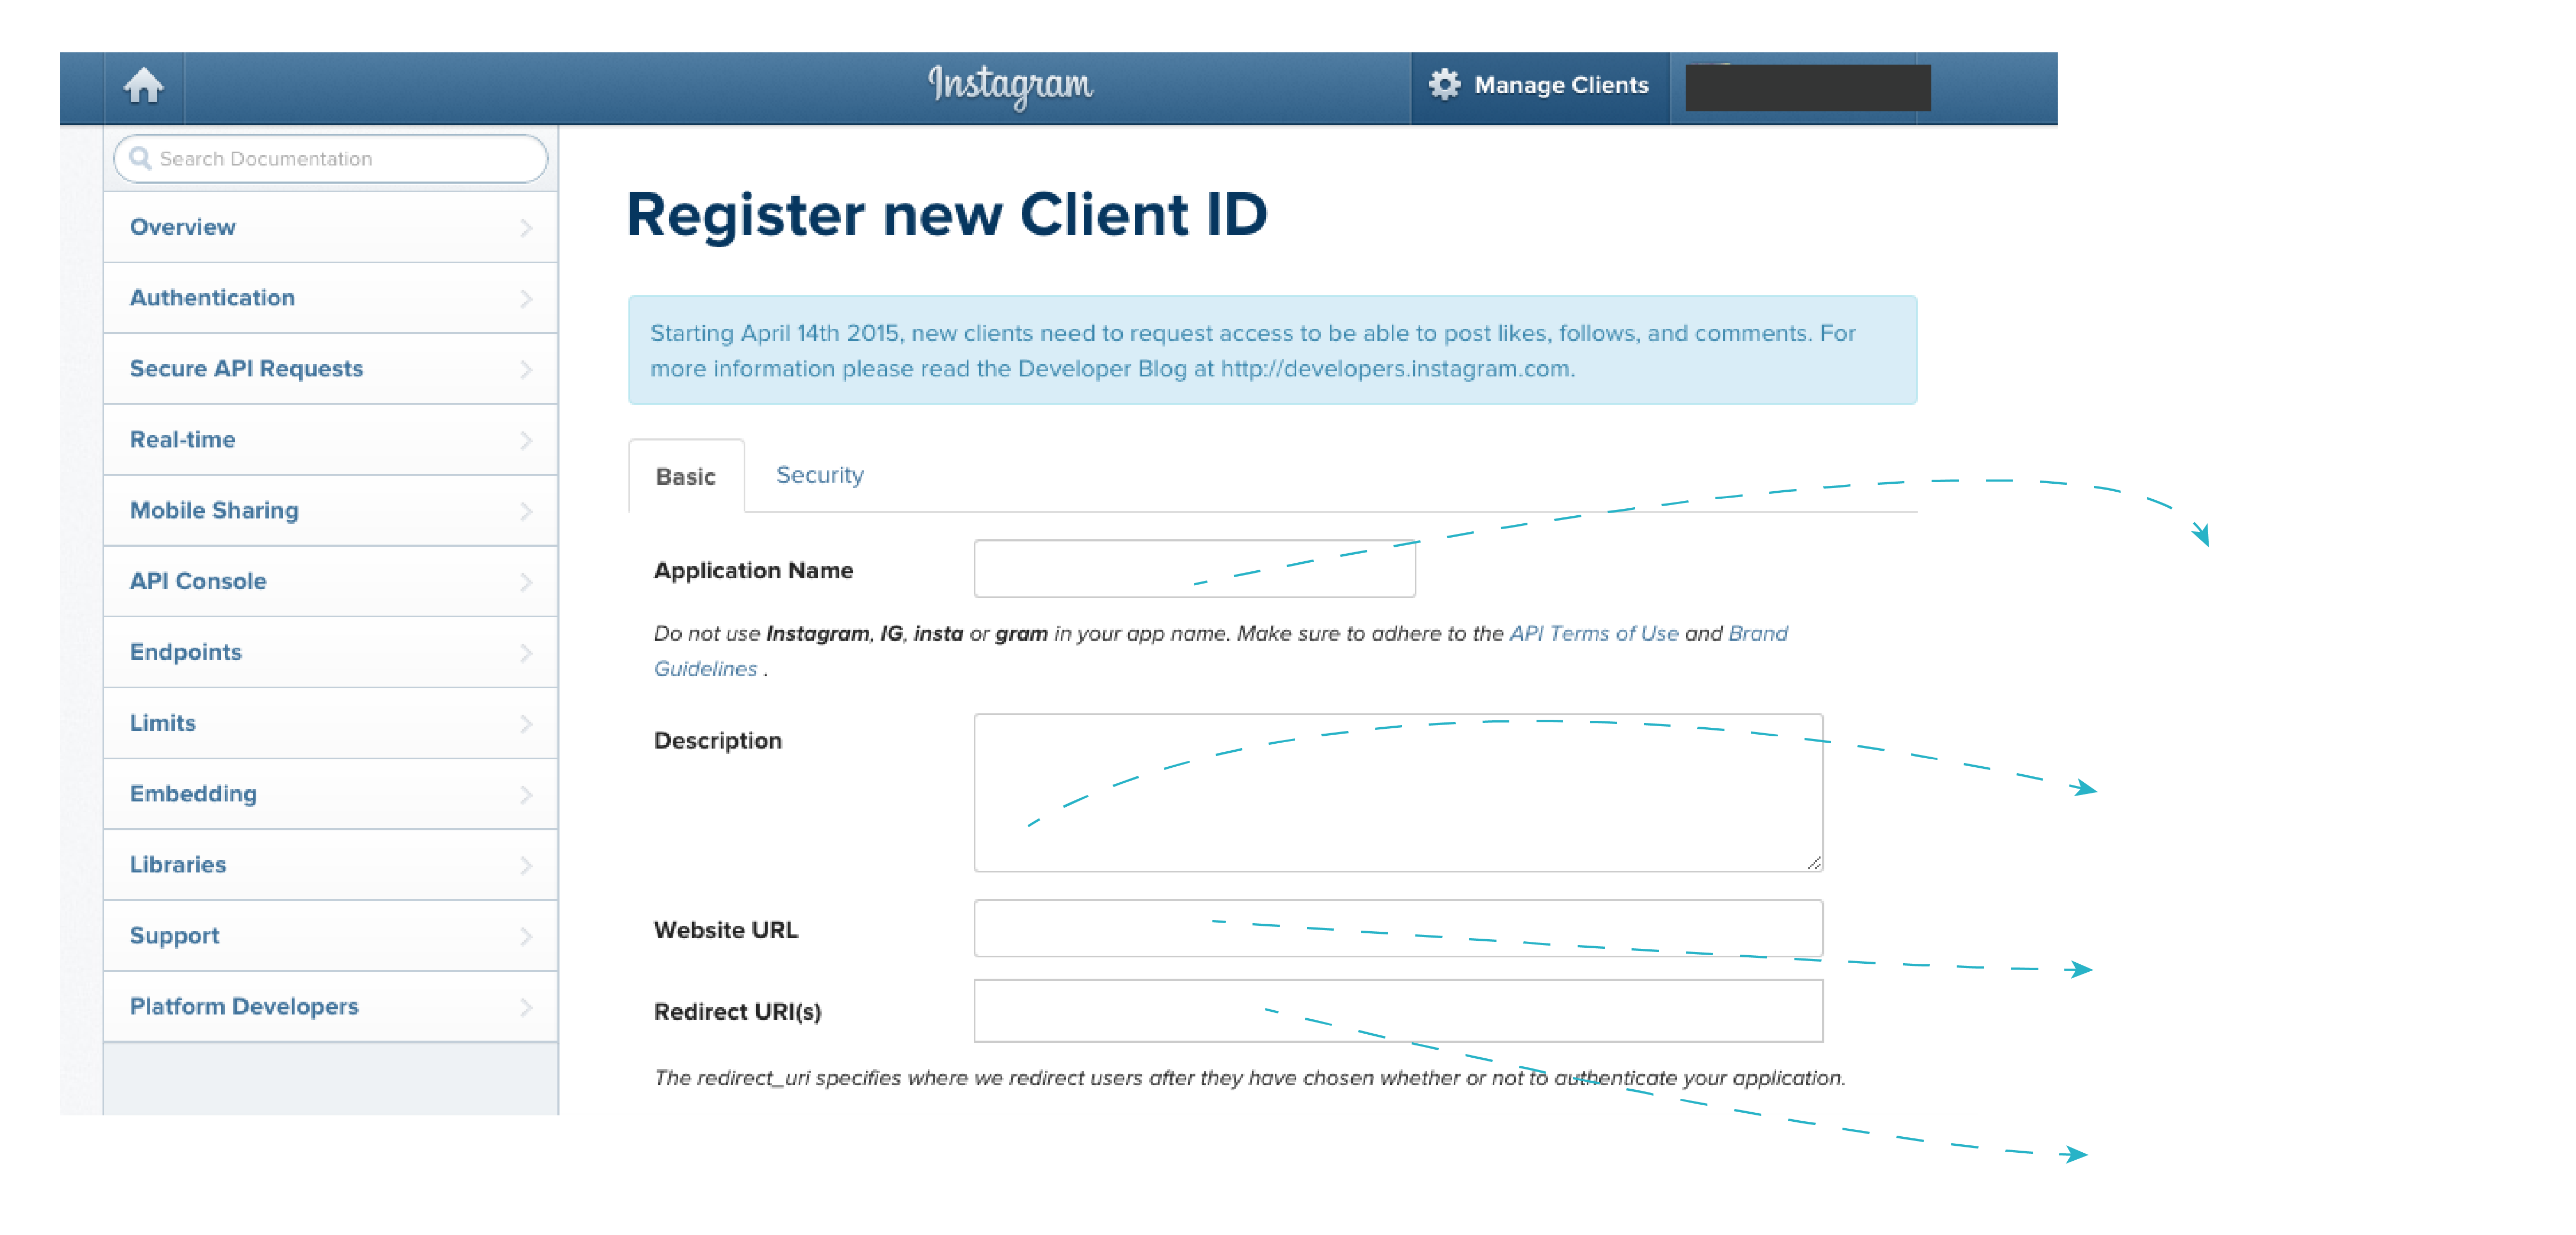 Instagram
Manage Clients
Search Documentation
Overview
Authentication
Secure API Requests
Real-time
Mobile Sharing
API Console
Endpoints
Limits
Embedding
Libraries
Support
Platform Developers
Register new Client ID
Starting April 14th 2015, new clients need to request access to be able to post likes, follows, and comments. For
more information please read the Developer Blog at http://developers.instagram.com.
Basic
Security
Application Name
Do not use Instagram, IG, insta or gram in your app name. Make sure to adhere to the API Terms of Use and Brand
Guidelines .
Description
Website URL
Redirect URI(s)
The redirect_uri specifies where we redirect users after they have chosen whether or not to authenticate your application.